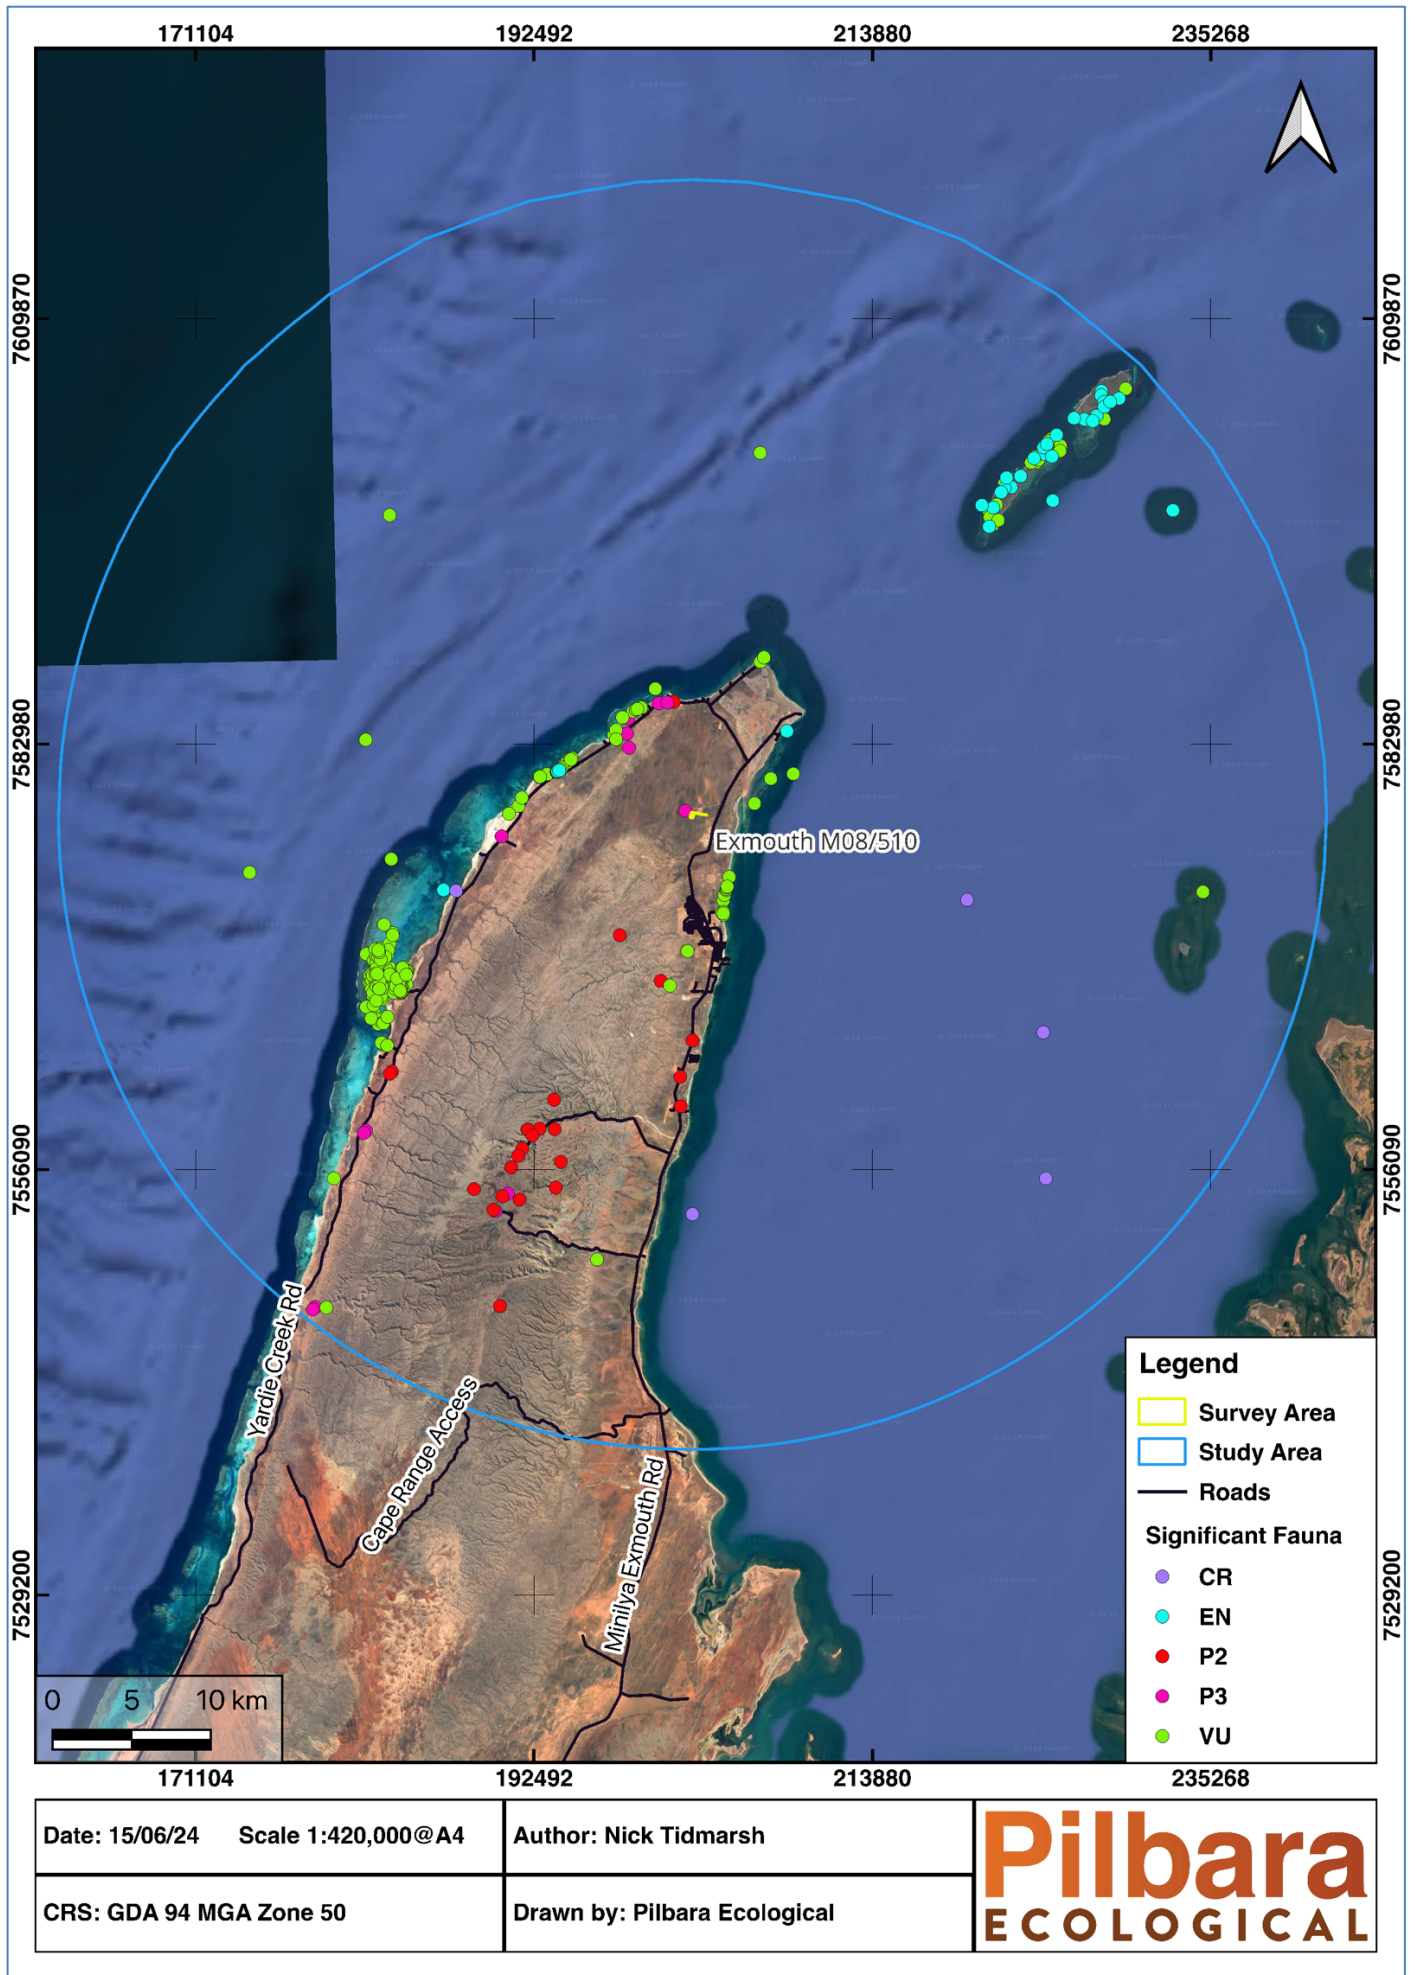 171104 192492 213880 235268
7609870 7609870
7582980 7582980
Exmouth M08/510
7556090 7556090
Yardie Creek Rd
Cape Range Access
Minilya Exmouth Rd
7529200 7529200
Legend
Survey Area
Study Area
Roads
Significant Fauna
CR
EN
P2
P3
VU
0 5 10 km
171104 192492 213880 235268
Date: 15/06/24 Scale 1:420,000@A4
Author: Nick Tidmarsh
CRS: GDA 94 MGA Zone 50
Drawn by: Pilbara Ecological
Pilbara
ECOLOGICAL